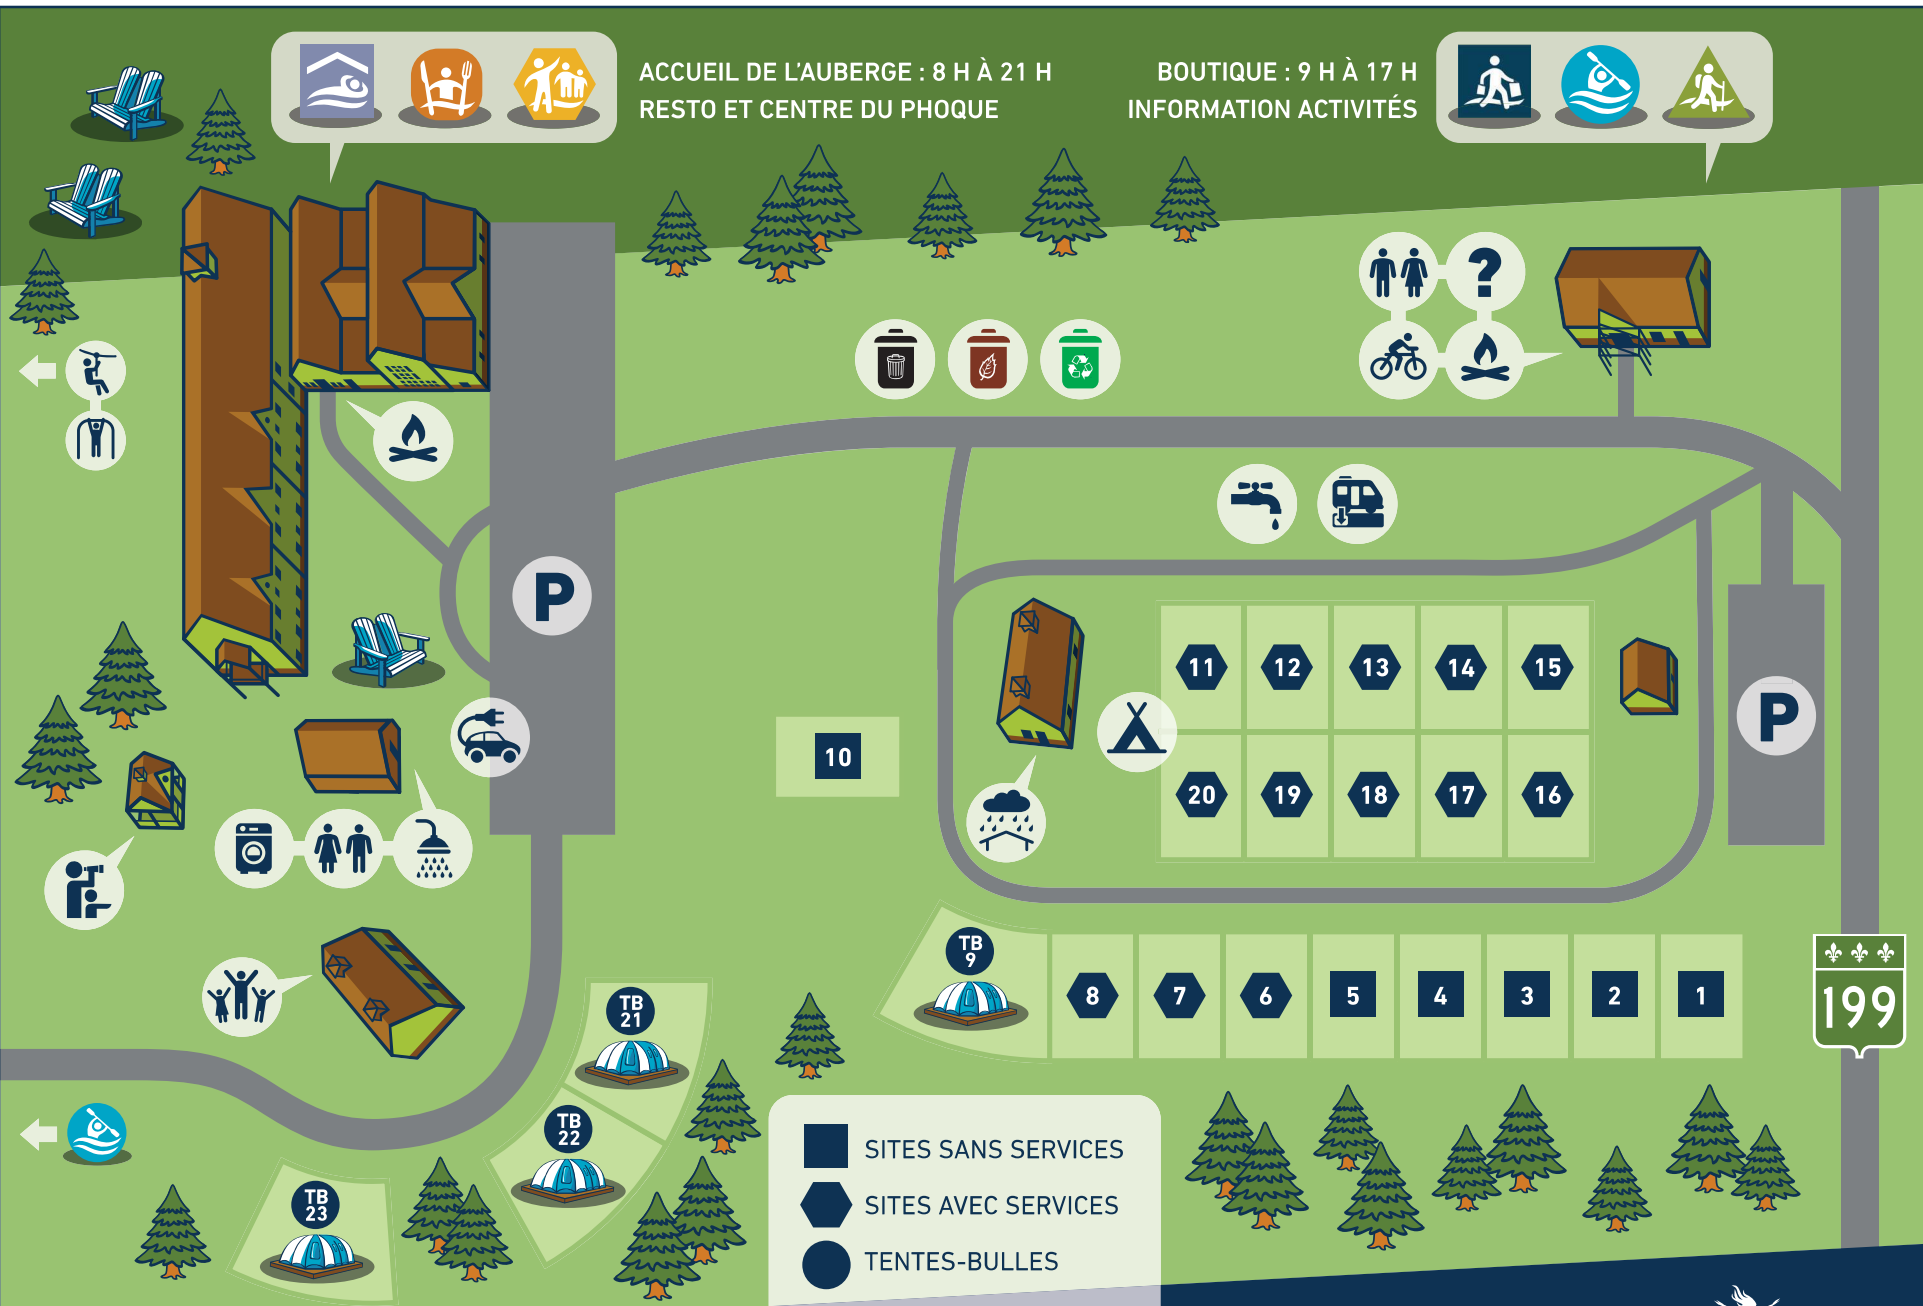 ACCUEIL DE L'AUBERGE : 8 H À 21 H
RESTO ET CENTRE DU PHOQUE
BOUTIQUE : 9 H À 17 H
INFORMATION ACTIVITÉS
?
P
11
12
13
14
15
P
10
20
19
18
17
16
TB
9
8
7
6
5
4
3
2
1
199
TB
21
TB
22
TB
23
SITES SANS SERVICES
SITES AVEC SERVICES
TENTES-BULLES